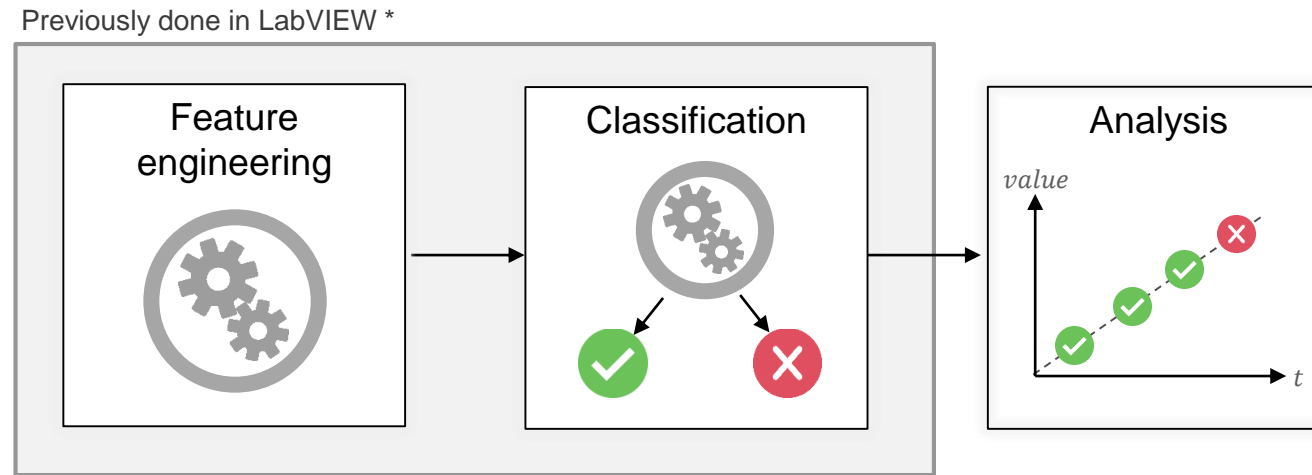 Previously done in LabVIEW *
Feature
engineering
Classification
Analysis
value
t